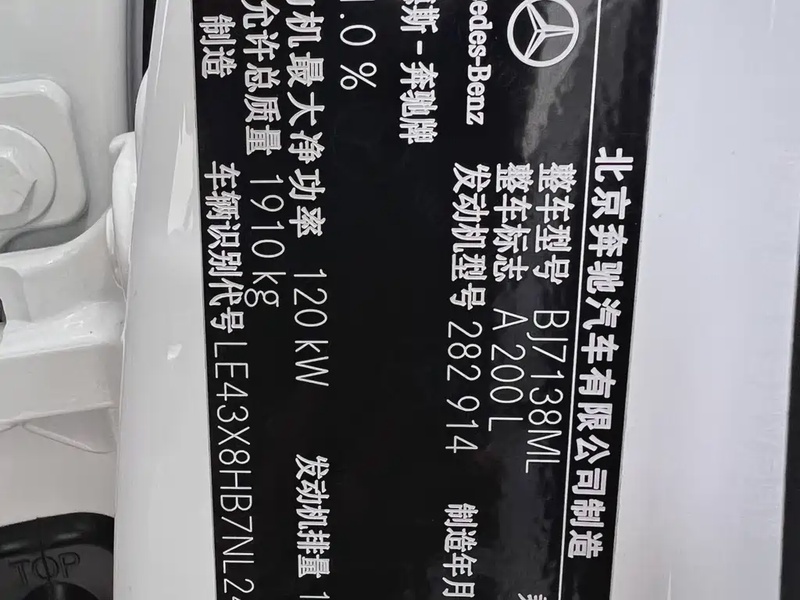 北京奔驰汽车有限公司制造
整车型号 BJ7138ML
整车标志 A 200 L
发动机型号 282 914 制造年月
edes-Benz
斯-奔驰牌
.0 %
机最大净功率 120 kW 发动机排量 1
允许总质量 1910 kg
制造
车辆识别代号 LE43X8HB7NL2
TOP